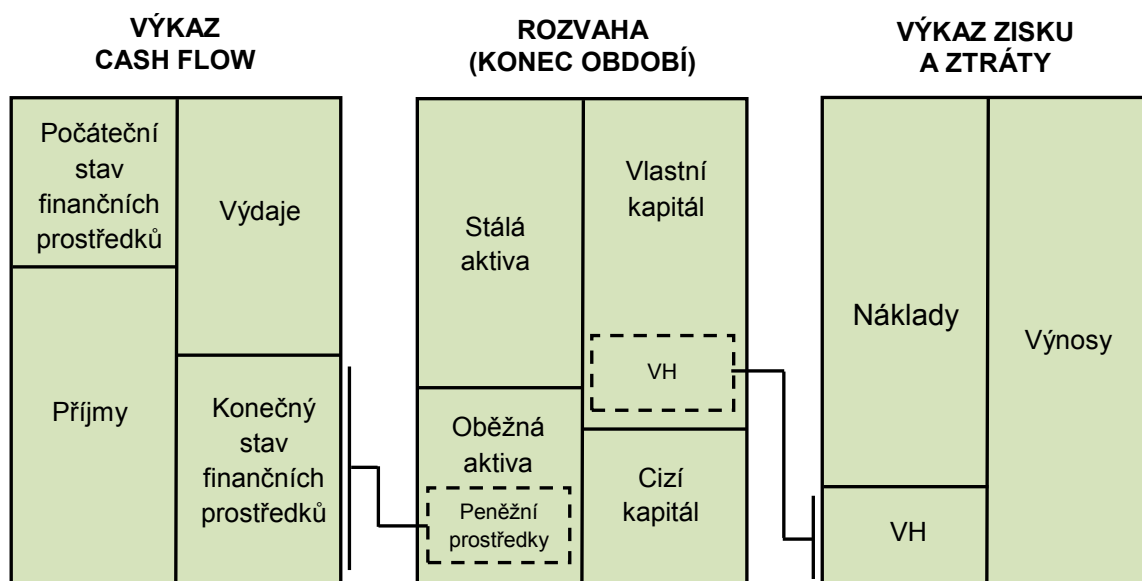 VÝKAZ
CASH FLOW
Počáteční
stav
finančních
prostředků
Výdaje
Příjmy
Konečný
stav
finančních
prostředků
ROZVAHA
(KONEC OBDOBÍ)
Stálá
aktiva
Vlastní
kapitál
VH
Oběžná
aktiva
Peněžní
prostředky
Cizí
kapitál
VÝKAZ ZISKU
A ZTRÁTY
Náklady
Výnosy
VH